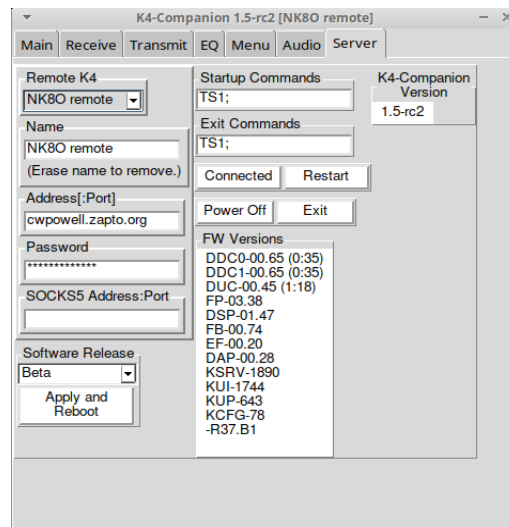 K4-Companion 1.5-rc2 [NK8O remote]
Main Receive Transmit EQ Menu Audio Server
Remote K4
NK8O remote
Name
NK8O remote
(Erase name to remove.)
Address[:Port]
cwpowell.zapto.org
Password
*************
SOCKS5 Address:Port
Software Release
Beta
Apply and
Reboot
Startup Commands
TS1;
Exit Commands
TS1;
Connected Restart
Power Off Exit
FW Versions
DDC0-00.65 (0:35)
DDC1-00.65 (0:35)
DUC-00.45 (1:18)
FP-03.38
DSP-01.47
FB-00.74
EF-00.20
DAP-00.28
KSRV-1890
KUI-1744
KUP-643
KCFG-78
-R37.B1
K4-Companion
Version
1.5-rc2